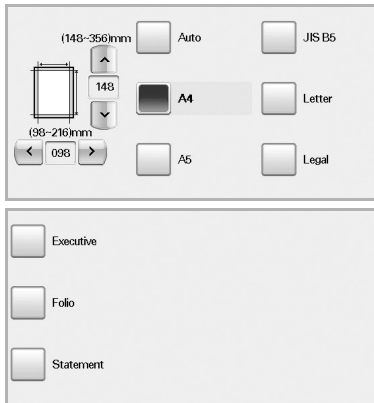 (148~356)mm
Auto
JIS B5
148
A4
Letter
(98~216)mm
098
A5
Legal
Executive
Folio
Statement